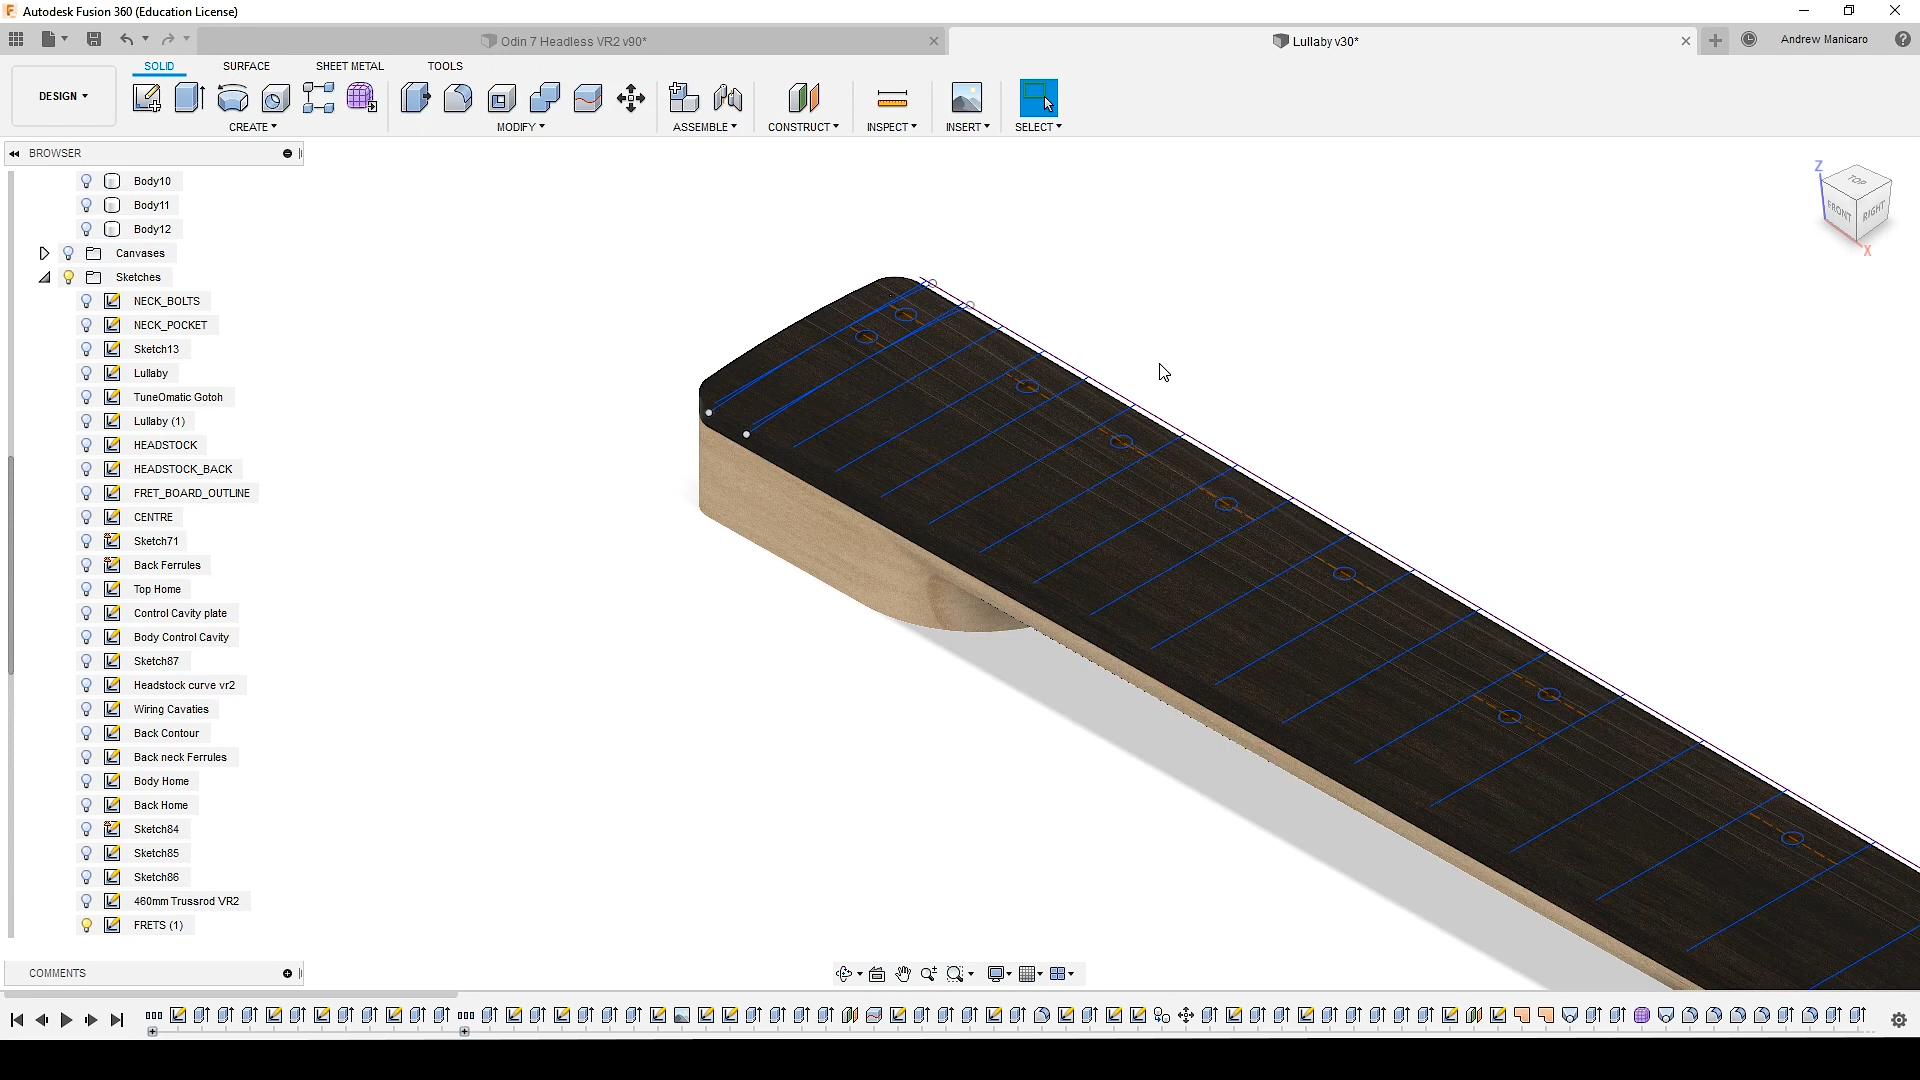 Autodesk Fusion 360 (Education License)
Odin 7 Headless VR2 v90*
Lullaby v30*
Andrew Manicaro
SOLID SURFACE SHEET METAL TOOLS
DESIGN
CREATE MODIFY ASSEMBLE CONSTRUCT INSPECT INSERT SELECT
BROWSER
Body10
Body11
Body12
Canvases
Sketches
NECK_BOLTS
NECK_POCKET
Sketch13
Lullaby
TuneOmatic Gotoh
Lullaby (1)
HEADSTOCK
HEADSTOCK_BACK
FRET_BOARD_OUTLINE
CENTRE
Sketch71
Back Ferrules
Top Home
Control Cavity plate
Body Control Cavity
Sketch87
Headstock curve vr2
Wiring Cavaties
Back Contour
Back neck Ferrules
Body Home
Back Home
Sketch84
Sketch85
Sketch86
460mm Trussrod VR2
FRETS (1)
COMMENTS
Z
TOP
FRONT
RIGHT
X